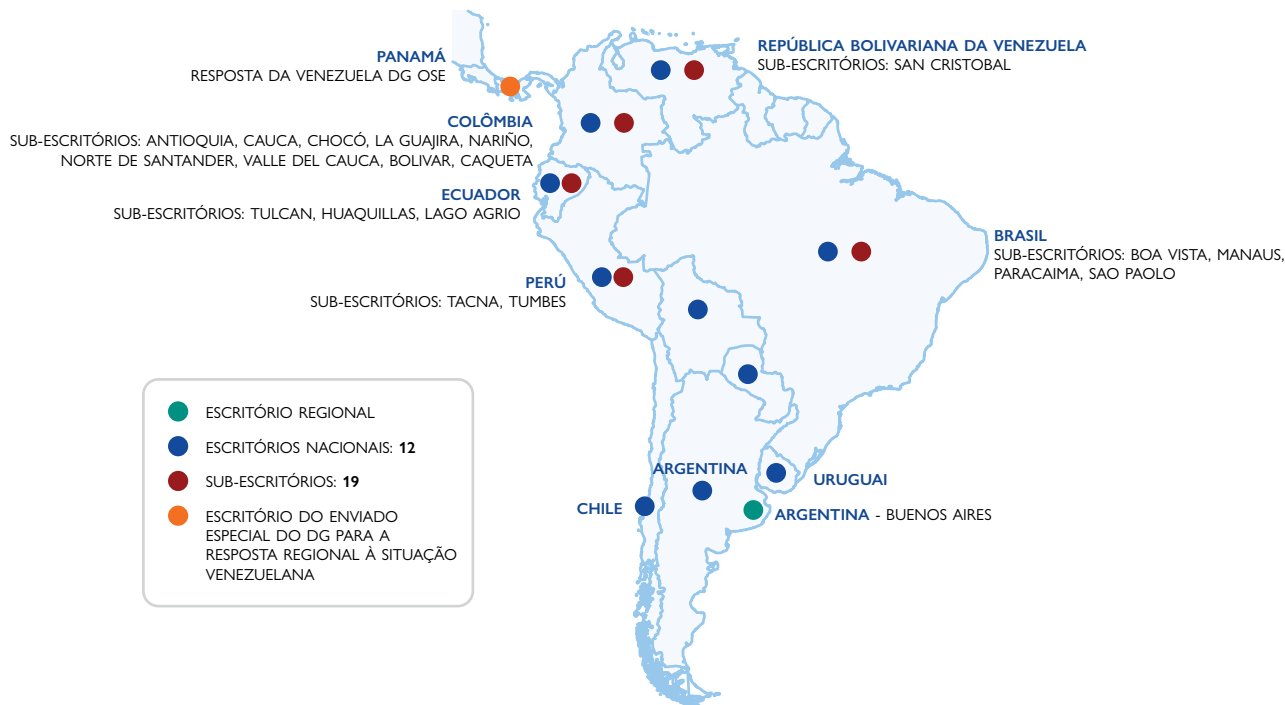 PANAMÁ
RESPOSTA DA VENEZUELA DG OSE
REPÚBLICA BOLIVARIANA DA VENEZUELA
SUB-ESCRITÓRIOS: SAN CRISTOBAL
COLÔMBIA
SUB-ESCRITÓRIOS: ANTIOQUIA, CAUCA, CHOCÓ, LA GUAJIRA, NARIÑO,
NORTE DE SANTANDER, VALLE DEL CAUCA, BOLIVAR, CAQUETA
ECUADOR
SUB-ESCRITÓRIOS: TULCAN, HUAQUILLAS, LAGO AGRIO
BRASIL
SUB-ESCRITÓRIOS: BOA VISTA, MANAUS,
PARACAIMA, SAO PAOLO
PERÚ
SUB-ESCRITÓRIOS: TACNA, TUMBES
ESCRITÓRIO REGIONAL
ESCRITÓRIOS NACIONAIS: 12
SUB-ESCRITÓRIOS: 19
ESCRITÓRIO DO ENVIADO
ESPECIAL DO DG PARA A
RESPOSTA REGIONAL À SITUAÇÃO
VENEZUELANA
ARGENTINA
URUGUAI
CHILE
ARGENTINA - BUENOS AIRES